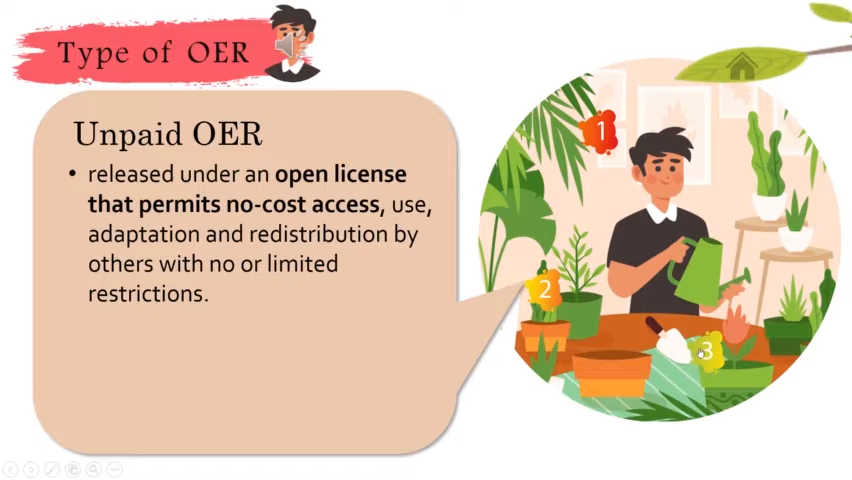 Type of OER
Unpaid OER
• released under an open license
that permits no-cost access, use,
adaptation and redistribution by
others with no or limited
restrictions.
1
2
3